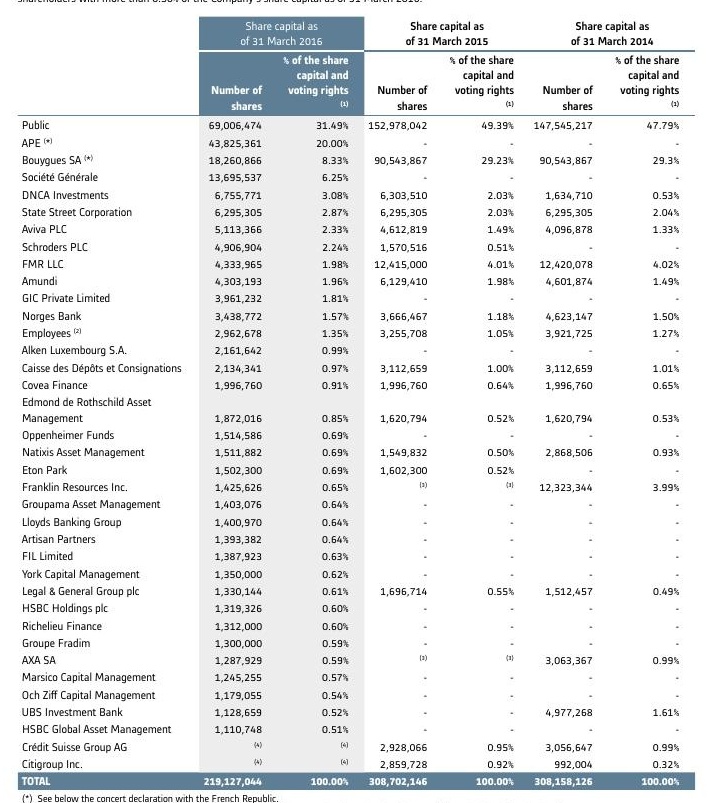 shareholders with more than 0.50% of the Company's share capital as of 31 March 2016.
Share capital as of 31 March 2016 Share capital as of 31 March 2015 Share capital as of 31 March 2014
Number of shares % of the share capital and voting rights (1) Number of shares % of the share capital and voting rights (1) Number of shares % of the share capital and voting rights (1)
Public 69,006,474 31.49% 152,978,042 49.39% 147,545,217 47.79%
APE (*) 43,825,361 20.00% - - - -
Bouygues SA (*) 18,260,866 8.33% 90,543,867 29.23% 90,543,867 29.3%
Société Générale 13,695,537 6.25% - - - -
DNCA Investments 6,755,771 3.08% 6,303,510 2.03% 1,634,710 0.53%
State Street Corporation 6,295,305 2.87% 6,295,305 2.03% 6,295,305 2.04%
Aviva PLC 5,113,366 2.33% 4,612,819 1.49% 4,096,878 1.33%
Schroders PLC 4,906,904 2.24% 1,570,516 0.51% - -
FMR LLC 4,333,965 1.98% 12,415,000 4.01% 12,420,078 4.02%
Amundi 4,303,193 1.96% 6,129,410 1.98% 4,601,874 1.49%
GIC Private Limited 3,961,232 1.81% - - - -
Norges Bank 3,438,772 1.57% 3,666,467 1.18% 4,623,147 1.50%
Employees (2) 2,962,678 1.35% 3,255,708 1.05% 3,921,725 1.27%
Alken Luxembourg S.A. 2,161,642 0.99% - - - -
Caisse des Dépôts et Consignations 2,134,341 0.97% 3,112,659 1.00% 3,112,659 1.01%
Covea Finance 1,996,760 0.91% 1,996,760 0.64% 1,996,760 0.65%
Edmond de Rothschild Asset
Management 1,872,016 0.85% 1,620,794 0.52% 1,620,794 0.53%
Oppenheimer Funds 1,514,586 0.69% - - - -
Natixis Asset Management 1,511,882 0.69% 1,549,832 0.50% 2,868,506 0.93%
Eton Park 1,502,300 0.69% 1,602,300 0.52% - -
Franklin Resources Inc. 1,425,626 0.65% (3) (3) 12,323,344 3.99%
Groupama Asset Management 1,403,076 0.64% - - - -
Lloyds Banking Group 1,400,970 0.64% - - - -
Artisan Partners 1,393,382 0.64% - - - -
FIL Limited 1,387,923 0.63% - - - -
York Capital Management 1,350,000 0.62% - - - -
Legal & General Group plc 1,330,144 0.61% 1,696,714 0.55% 1,512,457 0.49%
HSBC Holdings plc 1,319,326 0.60% - - - -
Richelieu Finance 1,312,000 0.60% - - - -
Groupe Fradim 1,300,000 0.59% - - - -
AXA SA 1,287,929 0.59% (3) (3) 3,063,367 0.99%
Marsico Capital Management 1,245,255 0.57% - - - -
Och Ziff Capital Management 1,179,055 0.54% - - - -
UBS Investment Bank 1,128,659 0.52% - - 4,977,268 1.61%
HSBC Global Asset Management 1,110,748 0.51% - - - -
Crédit Suisse Group AG (4) (4) 2,928,066 0.95% 3,056,647 0.99%
Citigroup Inc. (4) (4) 2,859,728 0.92% 992,004 0.32%
TOTAL 219,127,044 100.00% 308,702,146 100.00% 308,158,126 100.00%
(*) See below the concert declaration with the French Republic.